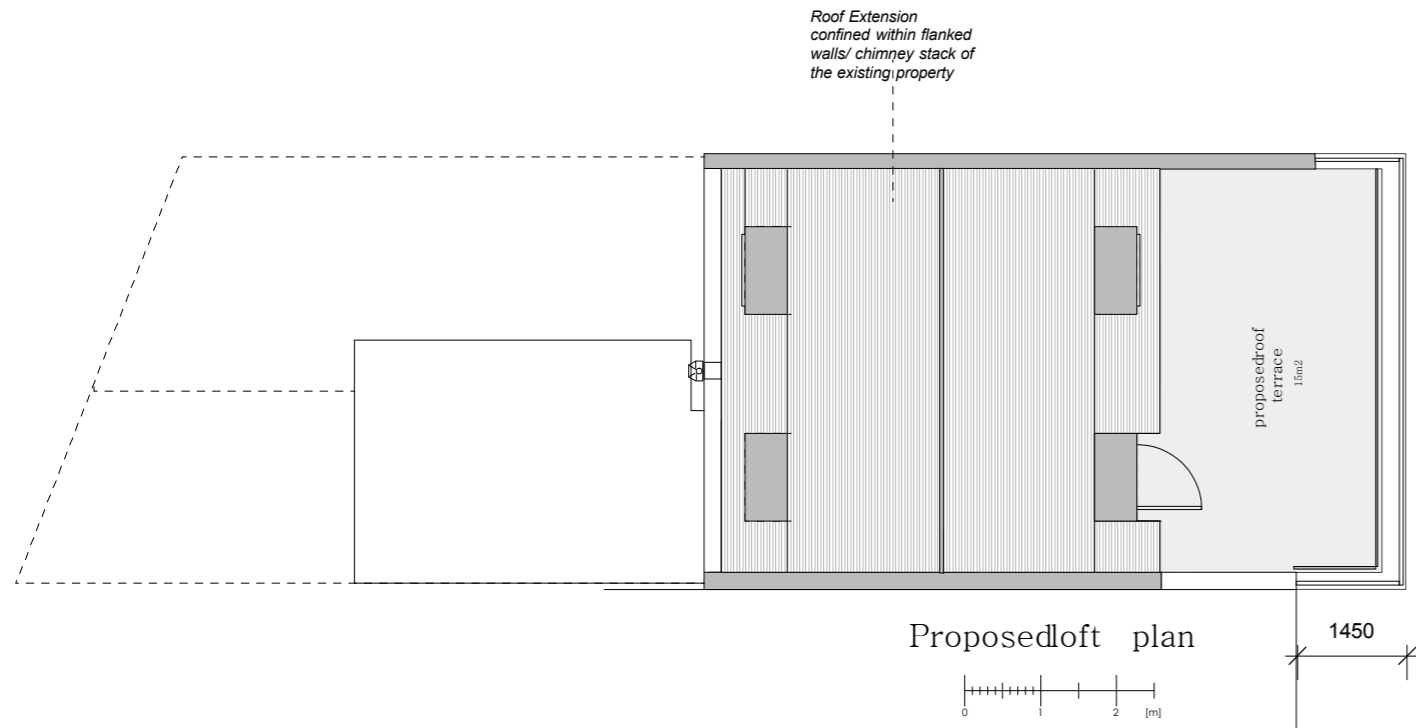 Roof Extension
confined within flanked
walls/ chimney stack of
the existing property
proposedroof
terrace
15m2
Proposedloft plan
1450
0 1 2 [m]